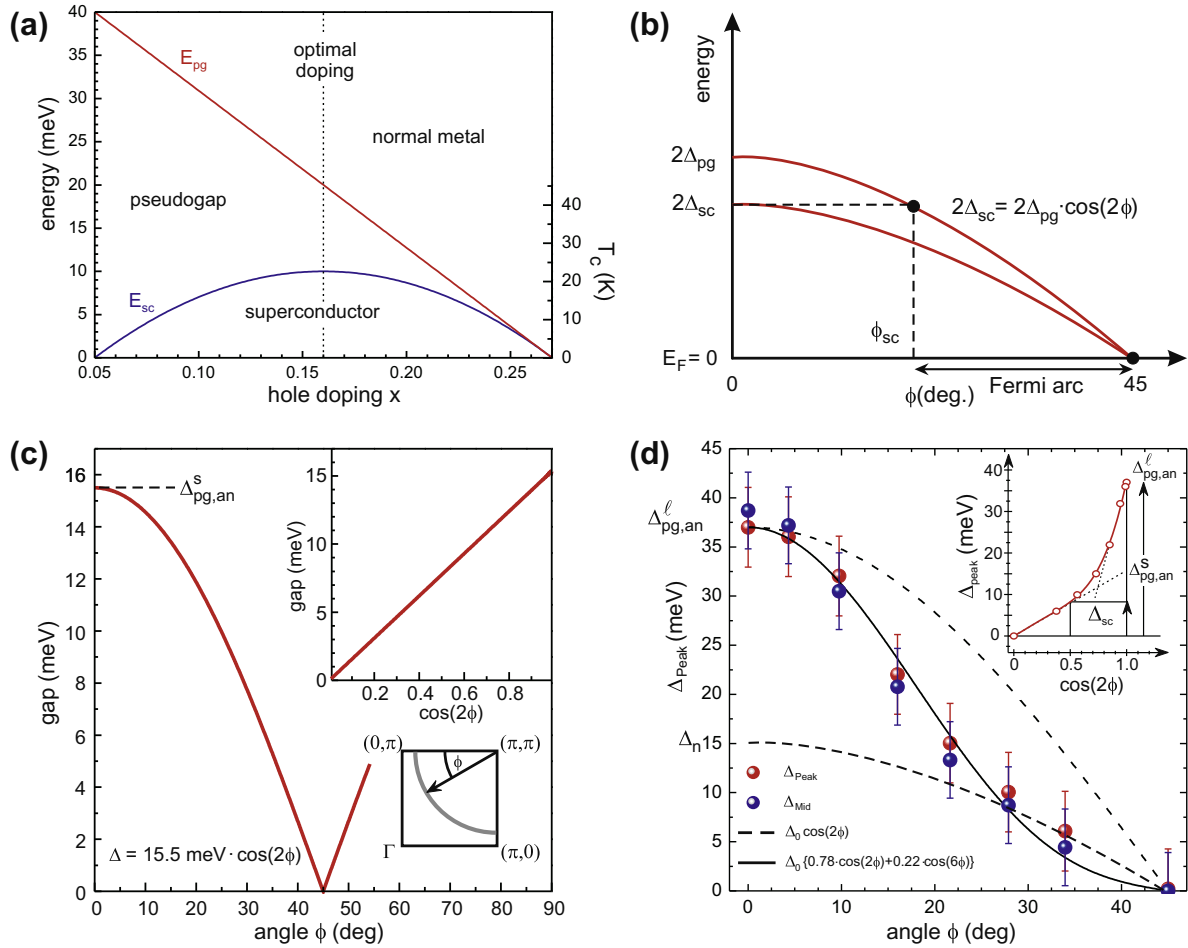 (a)
40
35
30
25
20
15
10
5
0
energy (meV)
E_pg
optimal
doping
normal metal
pseudogap
E_sc
superconductor
40
30
20
10
0
T_c (K)
0.05
0.10
0.15
0.20
0.25
hole doping x
(b)
energy
2Δ_pg
2Δ_sc
2Δ_sc = 2Δ_pg·cos(2ϕ)
ϕ_sc
E_F = 0
0
ϕ(deg.)
Fermi arc
45
(c)
16
14
12
10
8
6
4
2
0
gap (meV)
Δ^s_pg,an
15
10
5
0
gap (meV)
0.2
0.4
0.6
0.8
cos(2ϕ)
(0,π)
(π,π)
ϕ
Γ
(π,0)
Δ = 15.5 meV·cos(2ϕ)
0
10
20
30
40
50
60
70
80
90
angle ϕ (deg)
(d)
45
40
Δ^ℓ_pg,an
35
30
25
20
Δ_n
15
10
5
0
Δ_Peak (meV)
40
30
20
10
0
Δ_peak (meV)
Δ^ℓ_pg,an
Δ^s_pg,an
Δ_sc
0
0.5
1.0
cos(2ϕ)
Δ_Peak
Δ_Mid
Δ_0 cos(2ϕ)
Δ_0 {0.78·cos(2ϕ)+0.22·cos(6ϕ)}
0
10
20
30
40
angle ϕ (deg)